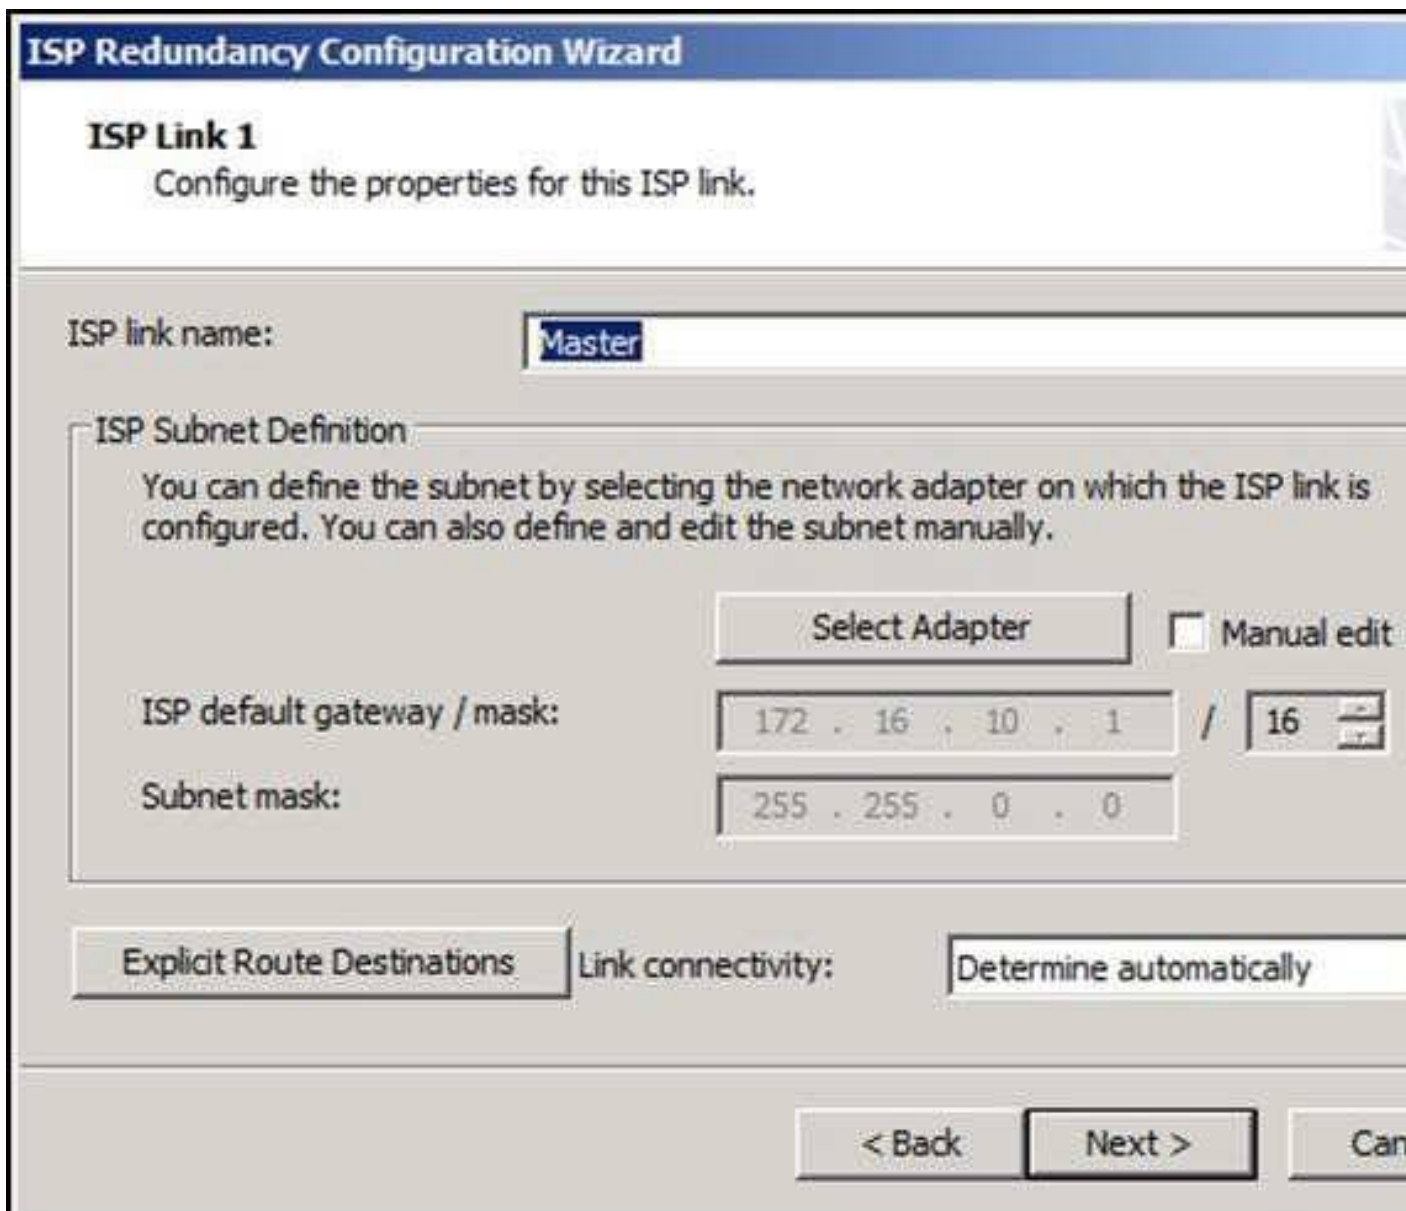 ISP Redundancy Configuration Wizard
ISP Link 1
Configure the properties for this ISP link.
ISP link name:
Master
ISP Subnet Definition
You can define the subnet by selecting the network adapter on which the ISP link is
configured. You can also define and edit the subnet manually.
Select Adapter
Manual edit
ISP default gateway / mask:
172 . 16 . 10 . 1 / 16
Subnet mask:
255 . 255 . 0 . 0
Explicit Route Destinations
Link connectivity:
Determine automatically
< Back
Next >
Can